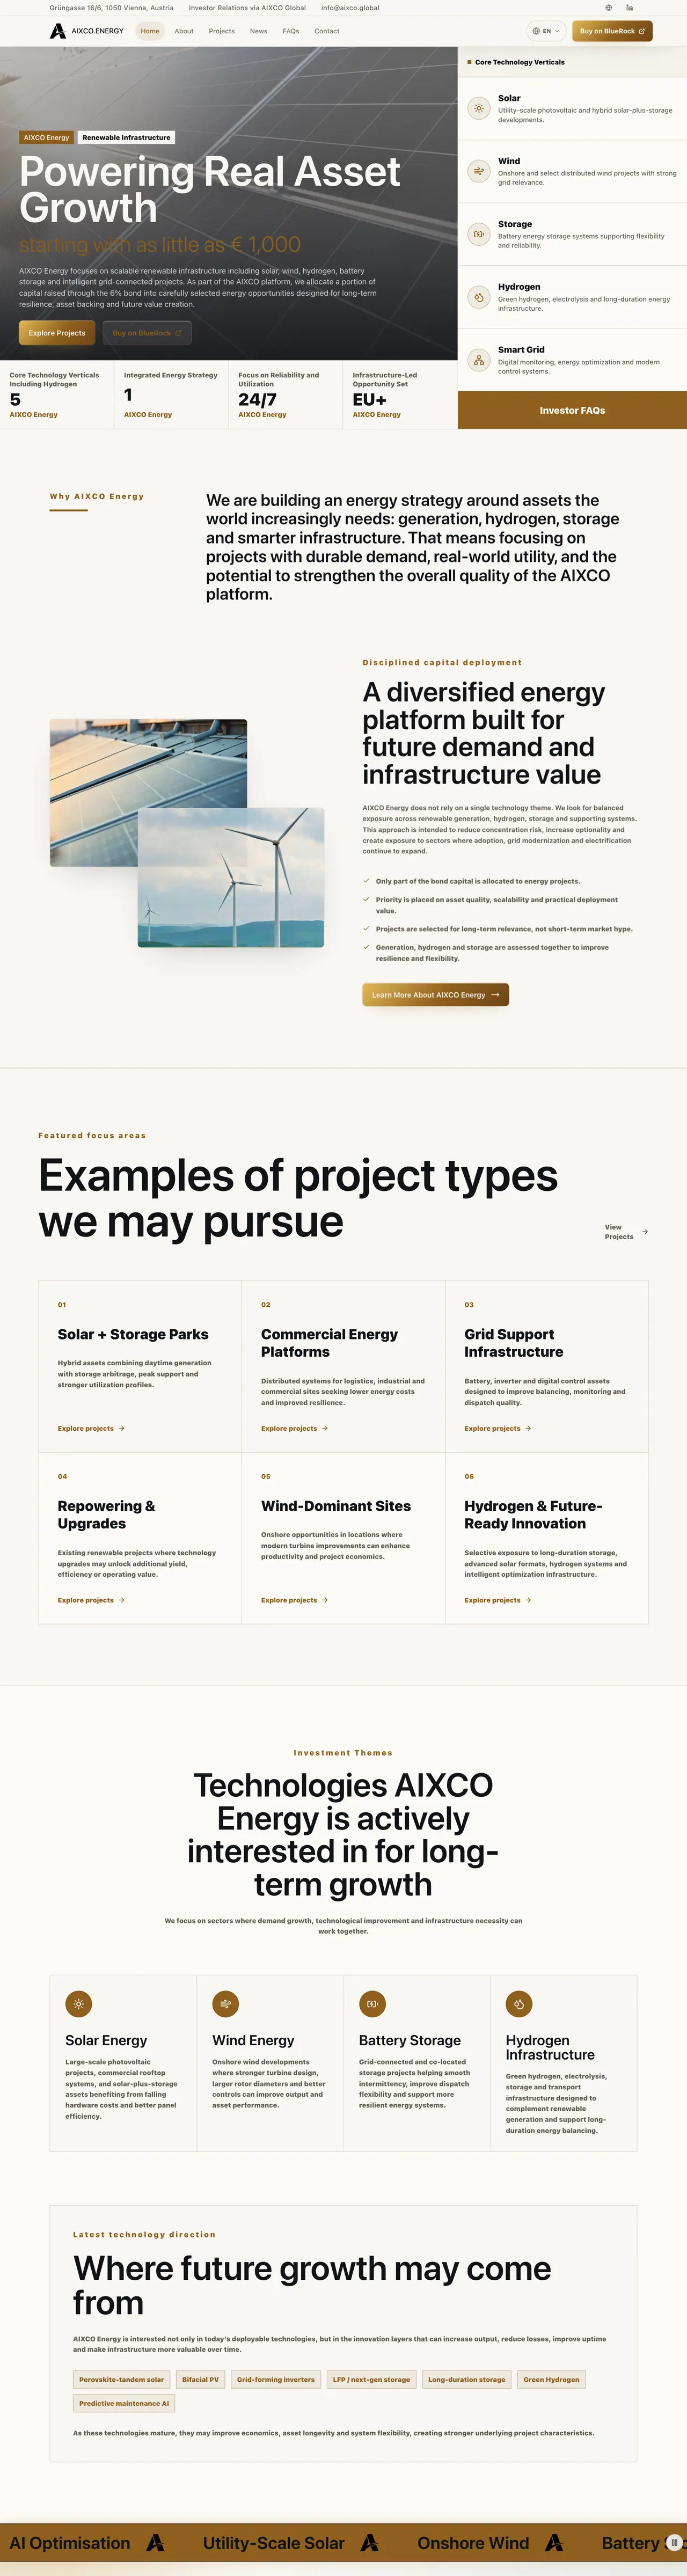 Grüngasse 16/6, 1050 Vienna, Austria
Investor Relations via AIXCO Global
info@aixco.global
AIXCO.ENERGY
Home
About
Projects
News
FAQs
Contact
EN
Buy on BlueRock
AIXCO Energy
Renewable Infrastructure
Powering Real Asset
Growth
starting with as little as € 1,000
AIXCO Energy focuses on scalable renewable infrastructure including solar, wind, hydrogen, battery
storage and intelligent grid-connected projects. As part of the AIXCO platform, we allocate a portion of
capital raised through the 6% bond into carefully selected energy opportunities designed for long-term
resilience, asset backing and future value creation.
Explore Projects
Buy on BlueRock
Core Technology Verticals
Including Hydrogen
5
AIXCO Energy
Integrated Energy Strategy
1
AIXCO Energy
Focus on Reliability and
Utilization
24/7
AIXCO Energy
Infrastructure-Led
Opportunity Set
EU+
AIXCO Energy
Core Technology Verticals
Solar
Utility-scale photovoltaic and hybrid solar-plus-storage
developments.
Wind
Onshore and select distributed wind projects with strong
grid relevance.
Storage
Battery energy storage systems supporting flexibility
and reliability.
Hydrogen
Green hydrogen, electrolysis and long-duration energy
infrastructure.
Smart Grid
Digital monitoring, energy optimization and modern
control systems.
Investor FAQs
Why AIXCO Energy
We are building an energy strategy around assets the
world increasingly needs: generation, hydrogen, storage
and smarter infrastructure. That means focusing on
projects with durable demand, real-world utility, and the
potential to strengthen the overall quality of the AIXCO
platform.
Disciplined capital deployment
A diversified energy
platform built for
future demand and
infrastructure value
AIXCO Energy does not rely on a single technology theme. We look for balanced
exposure across renewable generation, hydrogen, storage and supporting systems.
This approach is intended to reduce concentration risk, increase optionality and
create exposure to sectors where adoption, grid modernization and electrification
continue to expand.
Only part of the bond capital is allocated to energy projects.
Priority is placed on asset quality, scalability and practical deployment
value.
Projects are selected for long-term relevance, not short-term market hype.
Generation, hydrogen and storage are assessed together to improve
resilience and flexibility.
Learn More About AIXCO Energy
Featured focus areas
Examples of project types
we may pursue
View
Projects
01
Solar + Storage Parks
Hybrid assets combining daytime generation
with storage arbitrage, peak support and
stronger utilization profiles.
Explore projects
02
Commercial Energy
Platforms
Distributed systems for logistics, industrial and
commercial sites seeking lower energy costs
and improved resilience.
Explore projects
03
Grid Support
Infrastructure
Battery, inverter and digital control assets
designed to improve balancing, monitoring and
dispatch quality.
Explore projects
04
Repowering &
Upgrades
Existing renewable projects where technology
upgrades may unlock additional yield,
efficiency or operating value.
Explore projects
05
Wind-Dominant Sites
Onshore opportunities in locations where
modern turbine improvements can enhance
productivity and project economics.
Explore projects
06
Hydrogen & Future-
Ready Innovation
Selective exposure to long-duration storage,
advanced solar formats, hydrogen systems and
intelligent optimization infrastructure.
Explore projects
Investment Themes
Technologies AIXCO
Energy is actively
interested in for long-
term growth
We focus on sectors where demand growth, technological improvement and infrastructure necessity can
work together.
Solar Energy
Large-scale photovoltaic
projects, commercial rooftop
systems, and solar-plus-storage
assets benefiting from falling
hardware costs and better panel
efficiency.
Wind Energy
Onshore wind developments
where stronger turbine design,
larger rotor diameters and better
controls can improve output and
asset performance.
Battery Storage
Grid-connected and co-located
storage projects helping smooth
intermittency, improve dispatch
flexibility and support more
resilient energy systems.
Hydrogen
Infrastructure
Green hydrogen, electrolysis,
storage and transport
infrastructure designed to
complement renewable
generation and support long-
duration energy balancing.
Latest technology direction
Where future growth may come
from
AIXCO Energy is interested not only in today's deployable technologies, but in the innovation layers that can increase output, reduce losses, improve uptime
and make infrastructure more valuable over time.
Perovskite-tandem solar
Bifacial PV
Grid-forming inverters
LFP / next-gen storage
Long-duration storage
Green Hydrogen
Predictive maintenance AI
As these technologies mature, they may improve economics, asset longevity and system flexibility, creating stronger underlying project characteristics.
AI Optimisation
Utility-Scale Solar
Onshore Wind
Battery